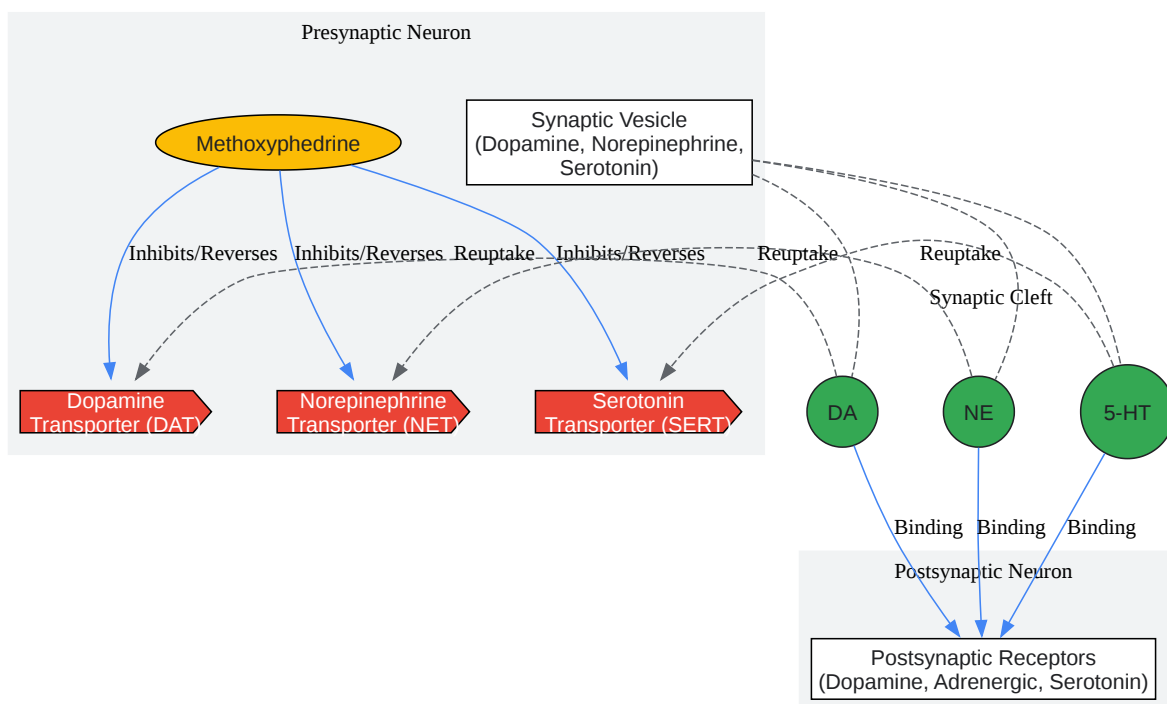 Presynaptic Neuron
Synaptic Vesicle
(Dopamine, Norepinephrine,
Serotonin)
Methoxyphedrine
Inhibits/Reverses
Inhibits/Reverses
Reuptake
Inhibits/Reverses
Reuptake
Reuptake
Synaptic Cleft
Dopamine
Transporter (DAT)
Norepinephrine
Transporter (NET)
Serotonin
Transporter (SERT)
DA
NE
5-HT
Binding
Binding
Binding
Postsynaptic Neuron
Postsynaptic Receptors
(Dopamine, Adrenergic, Serotonin)